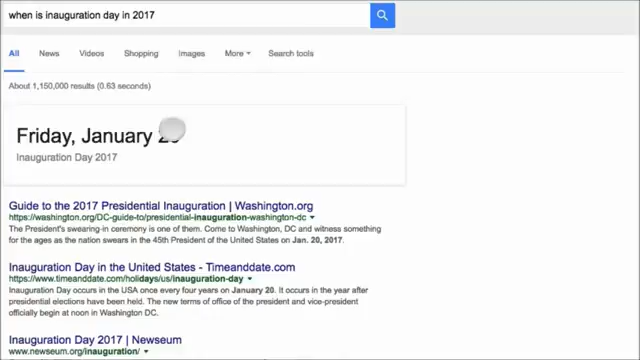 when is inauguration day in 2017
All News Videos Shopping Images More Search tools
About 1,150,000 results (0.63 seconds)
Friday, January
Inauguration Day 2017
Guide to the 2017 Presidential Inauguration | Washington.org
https://washington.org/DC-guide-to/presidential-inauguration-washington-dc
The President's swearing-in ceremony is one of them. Come to Washington, DC and witness something
for the ages as the nation swears in the 45th President of the United States on Jan. 20, 2017.
Inauguration Day in the United States - Timeanddate.com
https://www.timeanddate.com/holidays/us/inauguration-day
Inauguration Day occurs in the USA once every four years on January 20. It occurs in the year after
presidential elections have been held. The new terms of office of the president and vice-president
officially begin at noon in Washington DC.
Inauguration Day 2017 | Newseum
www.newseum.org/inauguration/